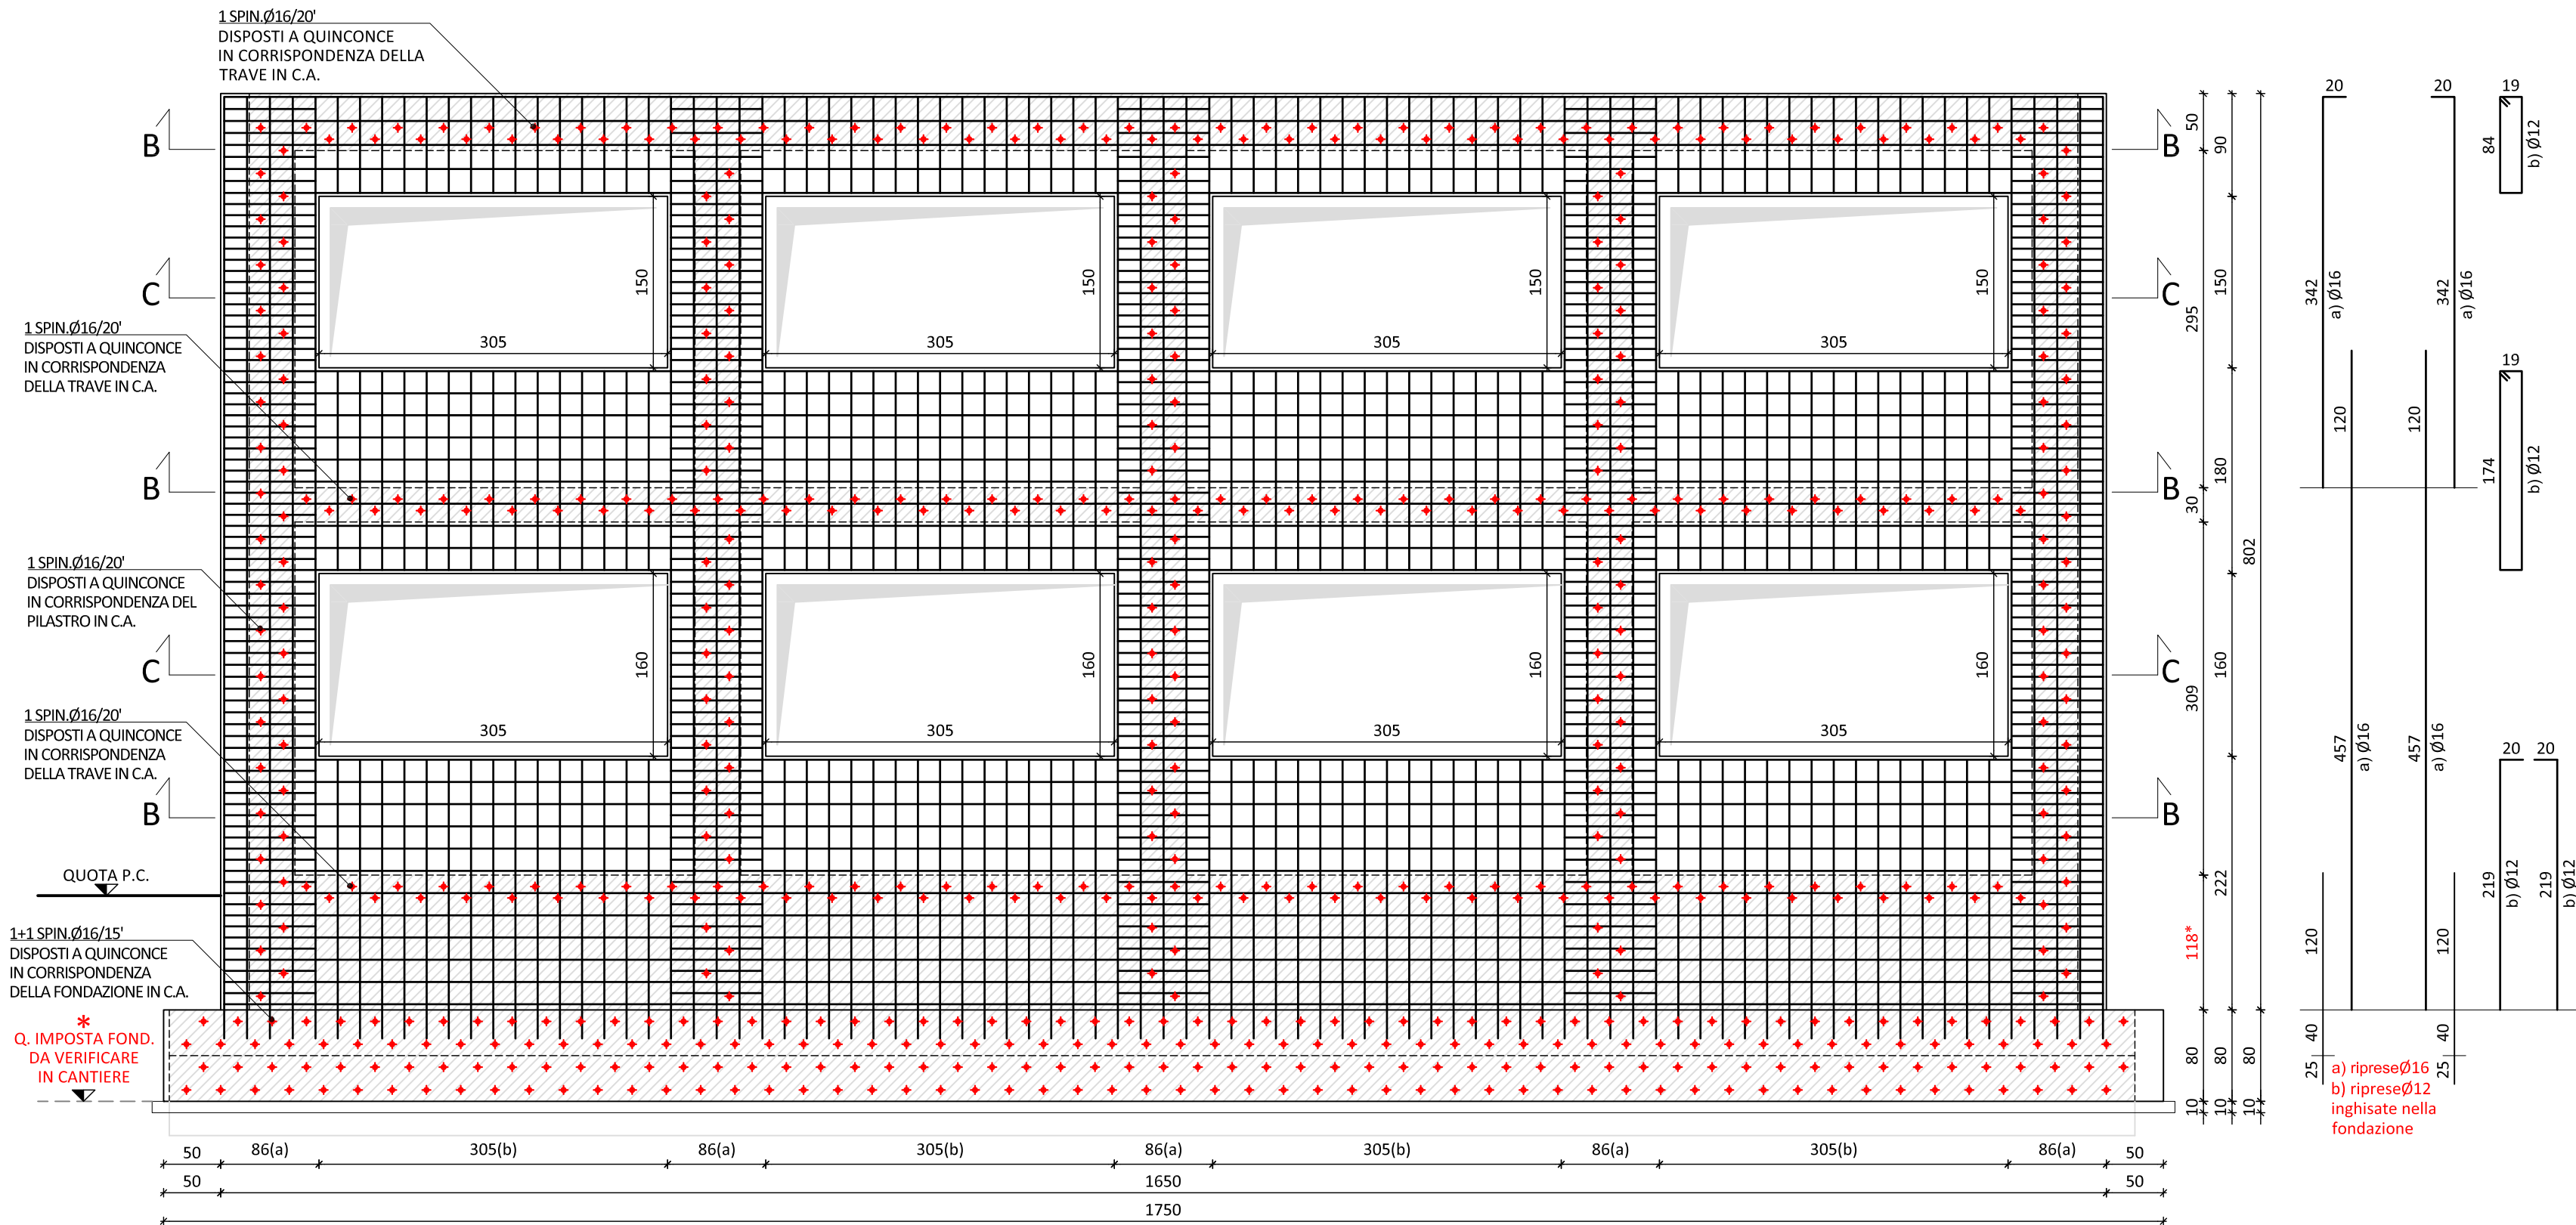 1 SPIN.Ø16/20'
DISPOSTI A QUINCONCE
IN CORRISPONDENZA DELLA
TRAVE IN C.A.
B
B
C
C
1 SPIN.Ø16/20'
DISPOSTI A QUINCONCE
IN CORRISPONDENZA
DELLA TRAVE IN C.A.
B
B
1 SPIN.Ø16/20'
DISPOSTI A QUINCONCE
IN CORRISPONDENZA DEL
PILASTRO IN C.A.
C
C
1 SPIN.Ø16/20'
DISPOSTI A QUINCONCE
IN CORRISPONDENZA
DELLA TRAVE IN C.A.
B
B
QUOTA P.C.
1+1 SPIN.Ø16/15'
DISPOSTI A QUINCONCE
IN CORRISPONDENZA
DELLA FONDAZIONE IN C.A.
*
Q. IMPOSTA FOND.
DA VERIFICARE
IN CANTIERE
150
150
150
150
305
305
305
305
160
160
160
160
305
305
305
305
50
295
30
309
118*
80
10
90
150
180
160
222
80
10
802
80
10
20
342
a) Ø16
120
457
a) Ø16
120
40
25
20
342
a) Ø16
120
457
a) Ø16
120
40
25
19
84
b) Ø12
19
174
b) Ø12
20
20
219
b) Ø12
219
b) Ø12
a) ripreseØ16
b) ripreseØ12
inghisate nella
fondazione
50
86(a)
305(b)
86(a)
305(b)
86(a)
305(b)
86(a)
305(b)
86(a)
50
50
1650
50
1750